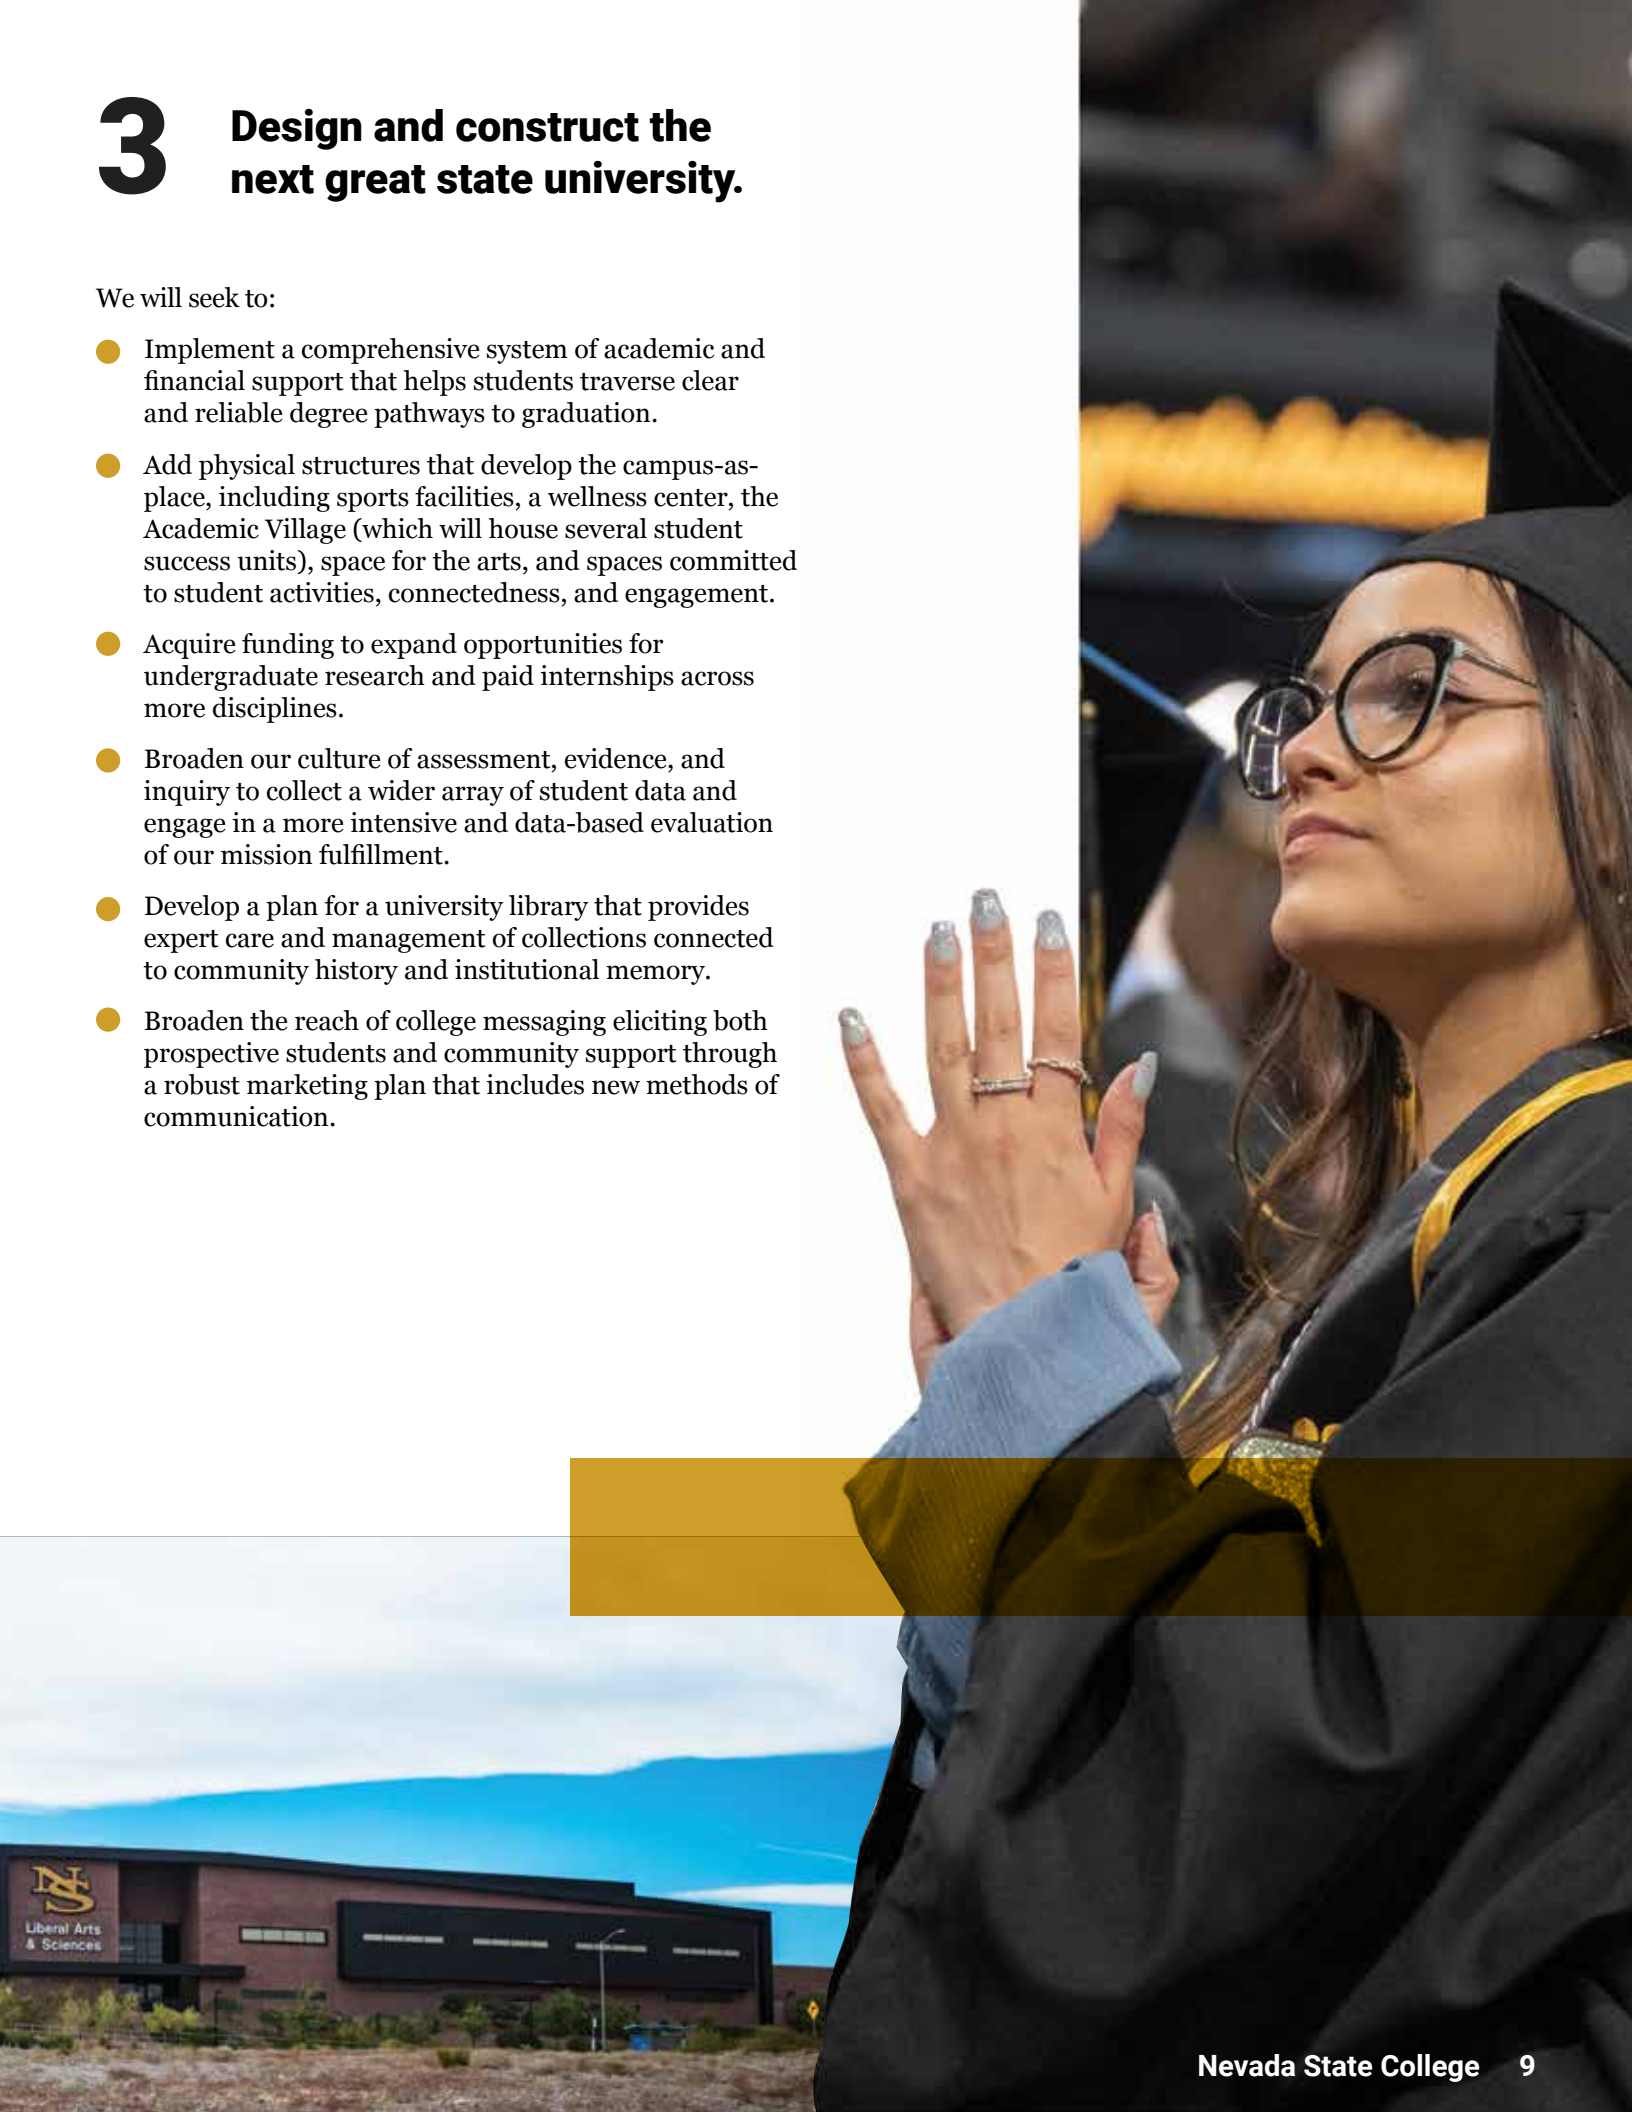 3
Design and construct the
next great state university.
We will seek to:
Implement a comprehensive system of academic and
financial support that helps students traverse clear
and reliable degree pathways to graduation.
Add physical structures that develop the campus-as-
place, including sports facilities, a wellness center, the
Academic Village (which will house several student
success units), space for the arts, and spaces committed
to student activities, connectedness, and engagement.
Acquire funding to expand opportunities for
undergraduate research and paid internships across
more disciplines.
Broaden our culture of assessment, evidence, and
inquiry to collect a wider array of student data and
engage in a more intensive and data-based evaluation
of our mission fulfillment.
Develop a plan for a university library that provides
expert care and management of collections connected
to community history and institutional memory.
Broaden the reach of college messaging eliciting both
prospective students and community support through
a robust marketing plan that includes new methods of
communication.
NS
Liberal Arts
& Sciences
Nevada State College 9